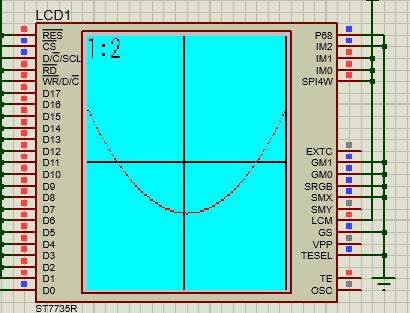 LCD1
1:2
RES
CS
D/C/SCL
RD
WR/D/C
D17
D16
D15
D14
D13
D12
D11
D10
D9
D8
D7
D6
D5
D4
D3
D2
D1
D0
P68
IM2
IM1
IM0
SPI4W
EXTC
GM1
GM0
SRGB
SMX
SMY
LCM
GS
VPP
TESEL
TE
OSC
ST7735R